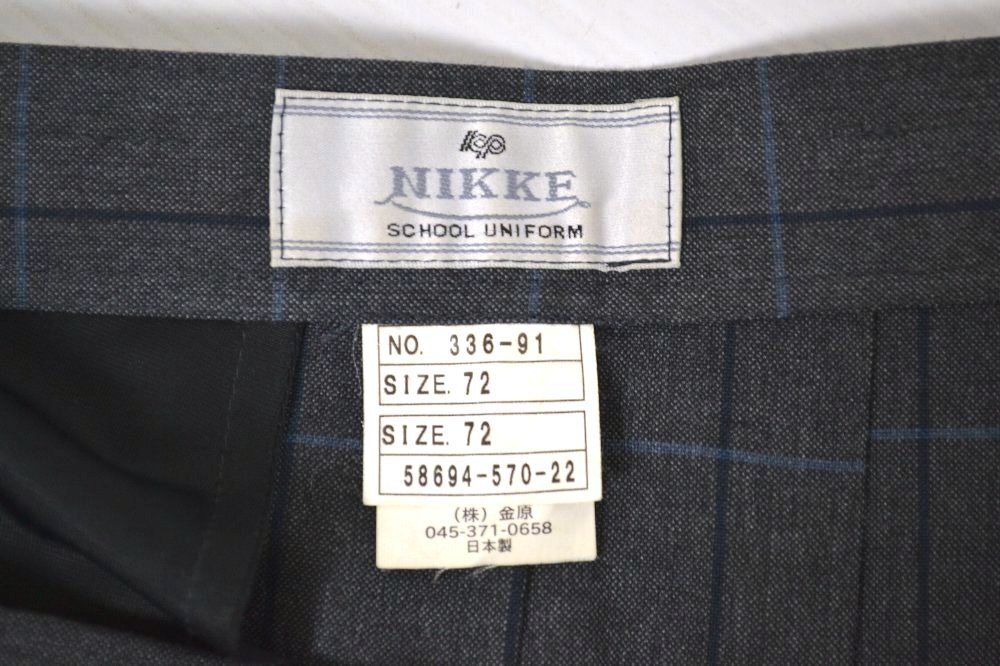 NIKKE
SCHOOL UNIFORM
NO. 336-91
SIZE. 72
SIZE. 72
58694-570-22
（株）金原
045-371-0658
日本製